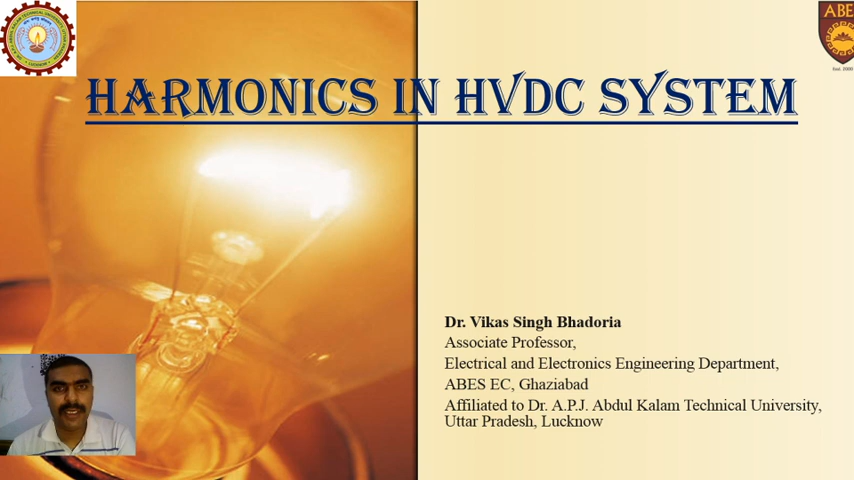 HARMONICS IN HVDC SYSTEM
ABE
Estd. 2000
Dr. Vikas Singh Bhadoria
Associate Professor,
Electrical and Electronics Engineering Department,
ABES EC, Ghaziabad
Affiliated to Dr. A.P.J. Abdul Kalam Technical University,
Uttar Pradesh, Lucknow